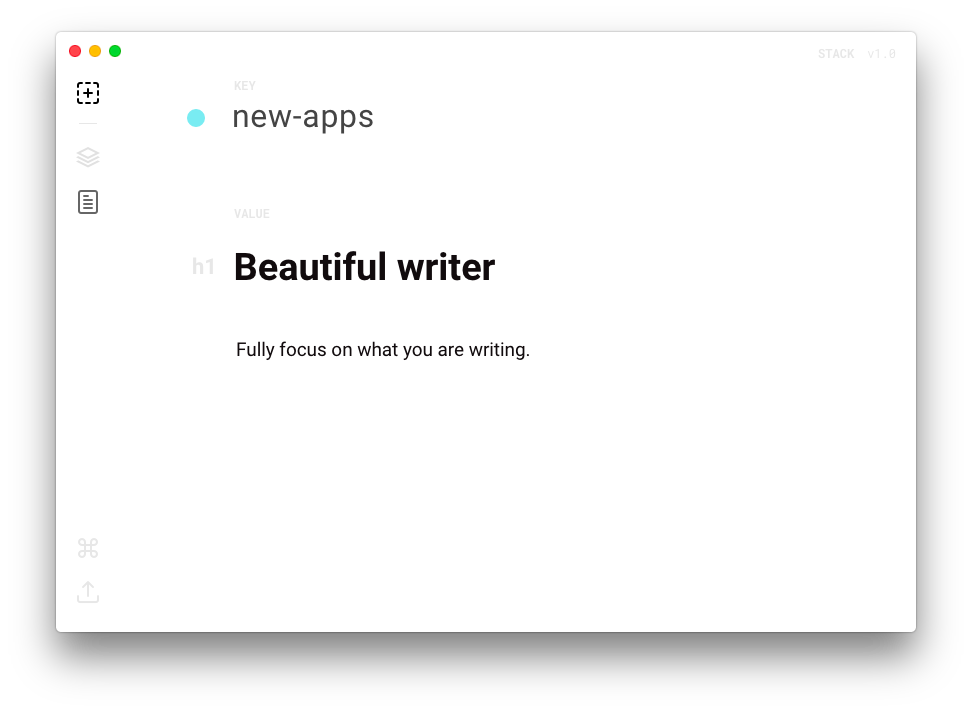 STACK v1.0
KEY
new-apps
VALUE
h1 Beautiful writer
Fully focus on what you are writing.